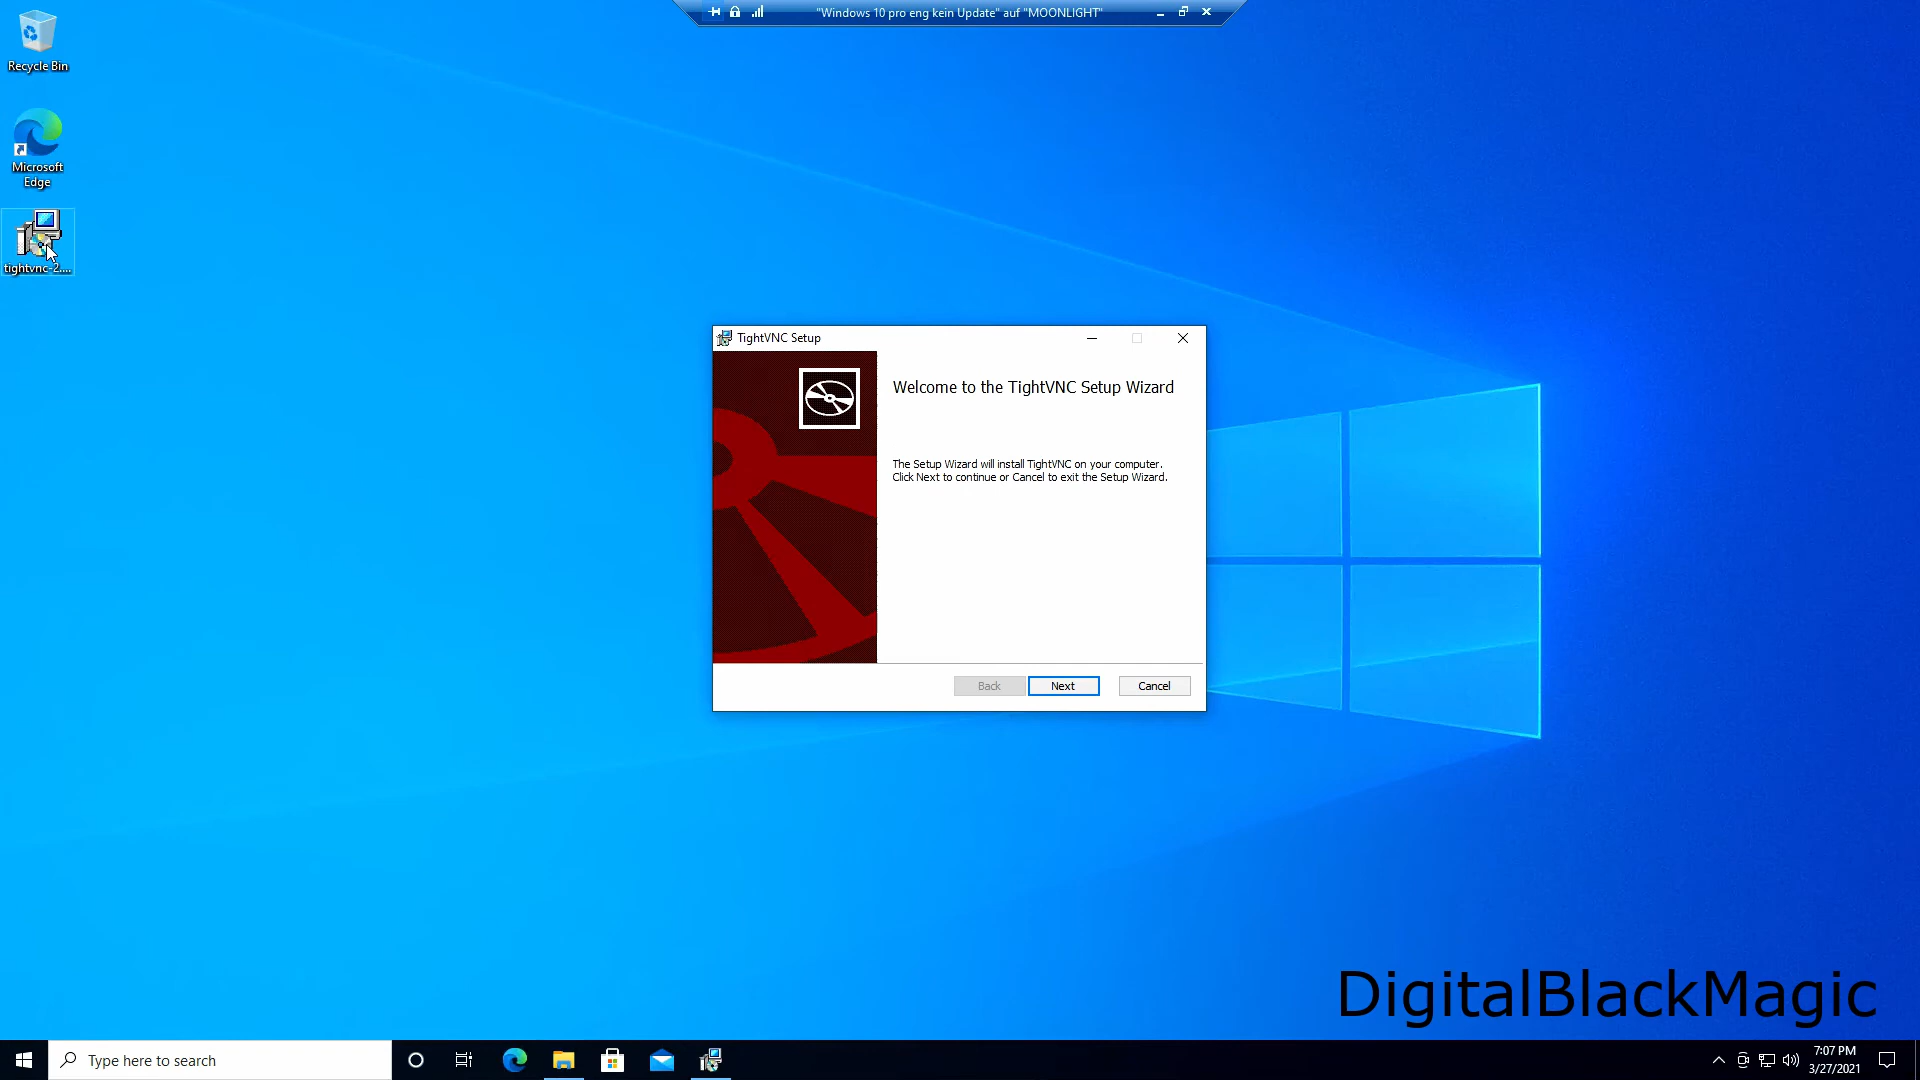 "Windows 10 pro eng kein Update" auf "MOONLIGHT"
Recycle Bin
Microsoft
Edge
tightvnc-2....
TightVNC Setup
Welcome to the TightVNC Setup Wizard
The Setup Wizard will install TightVNC on your computer.
Click Next to continue or Cancel to exit the Setup Wizard.
Back
Next
Cancel
DigitalBlackMagic
Type here to search
7:07 PM
3/27/2021